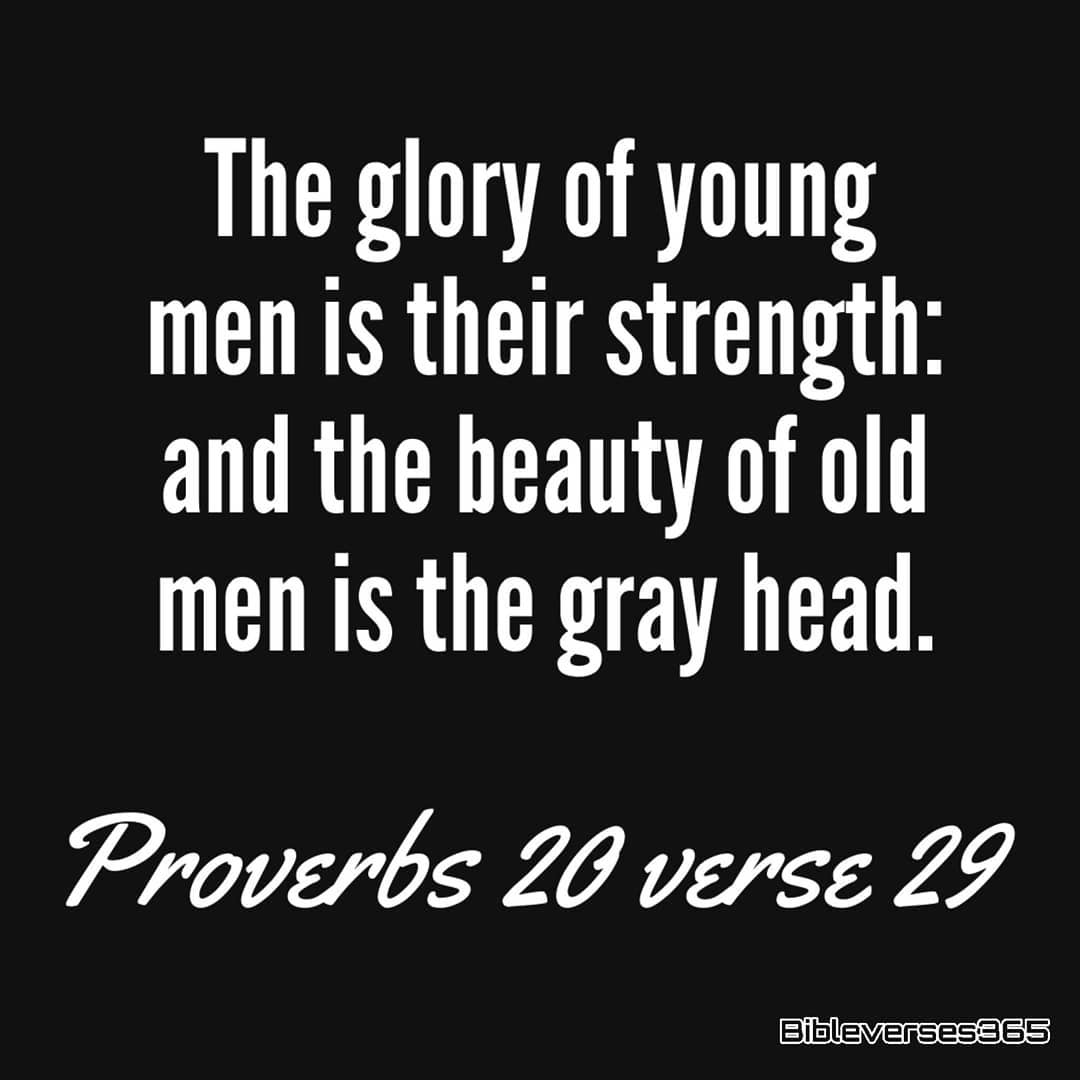 The glory of young
men is their strength:
and the beauty of old
men is the gray head.
Proverbs 20 verse 29
Bibleverses365